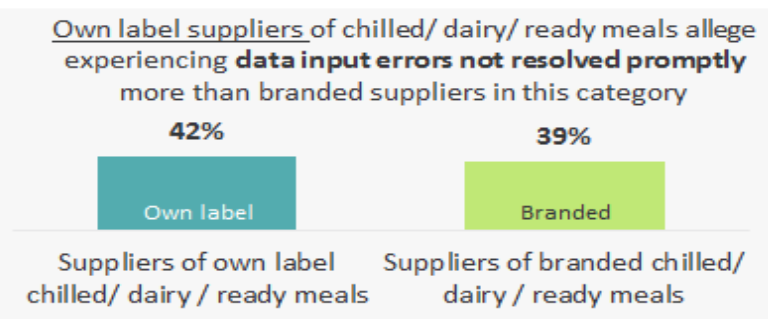 Own label suppliers of chilled/ dairy/ ready meals allege
experiencing data input errors not resolved promptly
more than branded suppliers in this category
42%
39%
Own label
Branded
Suppliers of own label
chilled/ dairy / ready meals
Suppliers of branded chilled/
dairy / ready meals